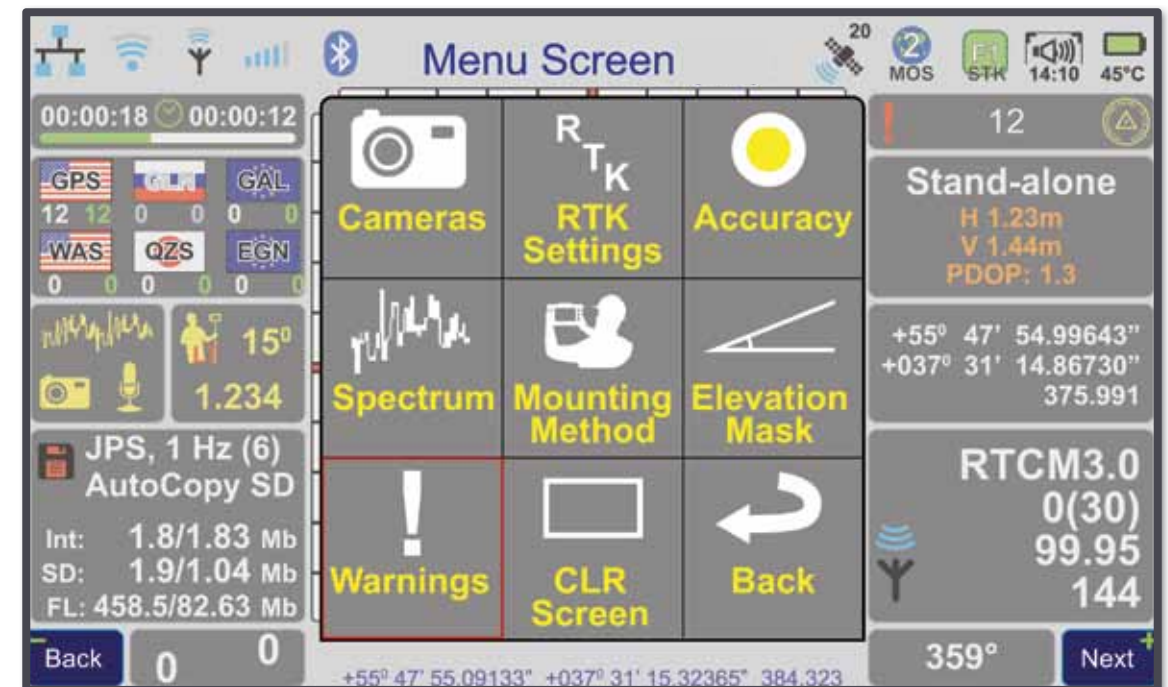 Menu Screen
20
2
MOS
F1
STK
14:10
45°C
00:00:18 00:00:12
GPS GLN GAL
12 12 0 0 0 0
WAS QZS EGN
0 0 0 0 0 0
15⁰
1.234
JPS, 1 Hz (6)
AutoCopy SD
Int: 1.8/1.83 Mb
SD: 1.9/1.04 Mb
FL: 458.5/82.63 Mb
Back
0 0
Cameras
RTK
RTK
Settings
Accuracy
Spectrum
Mounting
Method
Elevation
Mask
! Warnings
CLR
Screen
Back
+55⁰ 47' 55.09133" +037⁰ 31' 15.32365" 384.323
! 12
Stand-alone
H 1.23m
V 1.44m
PDOP: 1.3
+55⁰ 47' 54.99643"
+037⁰ 31' 14.86730"
375.991
RTCM3.0
0(30)
99.95
144
359°
Next